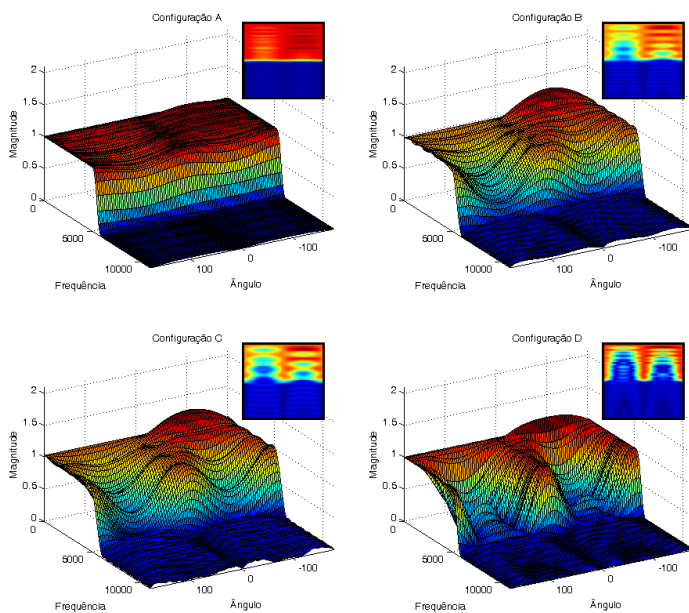 Configuração A
2
1.5
1
0.5
0
Magnitude
0
5000
10000
Frequência
100
0
-100
Ângulo
Configuração B
2
1.5
1
0.5
0
Magnitude
0
5000
10000
Frequência
100
0
-100
Ângulo
Configuração C
2
1.5
1
0.5
0
Magnitude
0
5000
10000
Frequência
100
0
-100
Ângulo
Configuração D
2
1.5
1
0.5
0
Magnitude
0
5000
10000
Frequência
100
0
-100
Ângulo